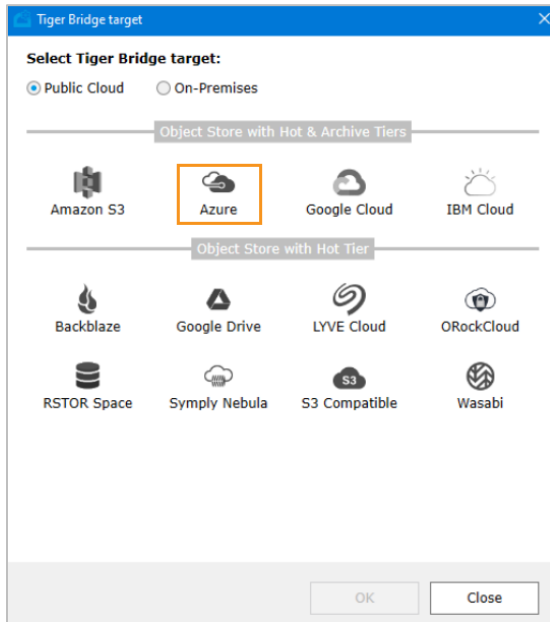 Tiger Bridge target
Select Tiger Bridge target:
Public Cloud On-Premises
Object Store with Hot & Archive Tiers
Amazon S3 Azure Google Cloud IBM Cloud
Object Store with Hot Tier
Backblaze Google Drive LYVE Cloud ORockCloud
S3
RSTOR Space Symply Nebula S3 Compatible Wasabi
OK Close